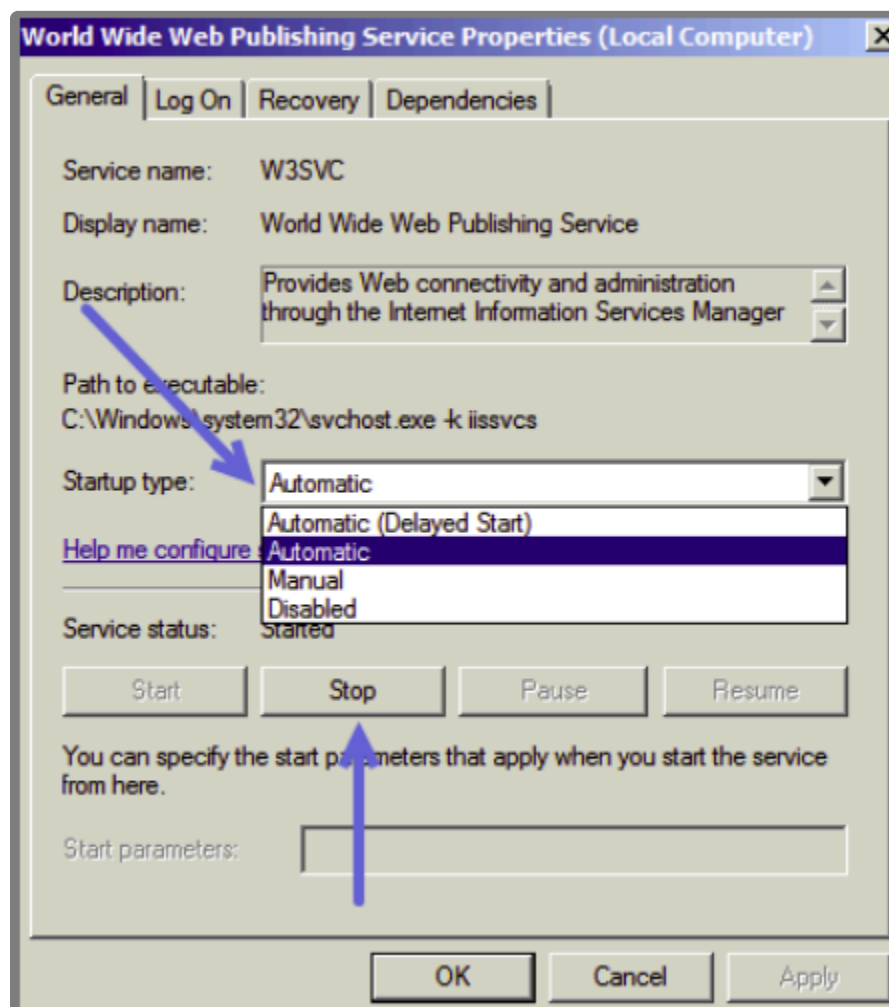 World Wide Web Publishing Service Properties (Local Computer)
General Log On Recovery Dependencies
Service name: W3SVC
Display name: World Wide Web Publishing Service
Description: Provides Web connectivity and administration
through the Internet Information Services Manager
Path to executable:
C:\Windows\system32\svchost.exe -k iissvcs
Startup type: Automatic
Automatic (Delayed Start)
Help me configure s Automatic
Manual
Disabled
Service status: Started
Start Stop Pause Resume
You can specify the start parameters that apply when you start the service
from here.
Start parameters:
OK Cancel Apply